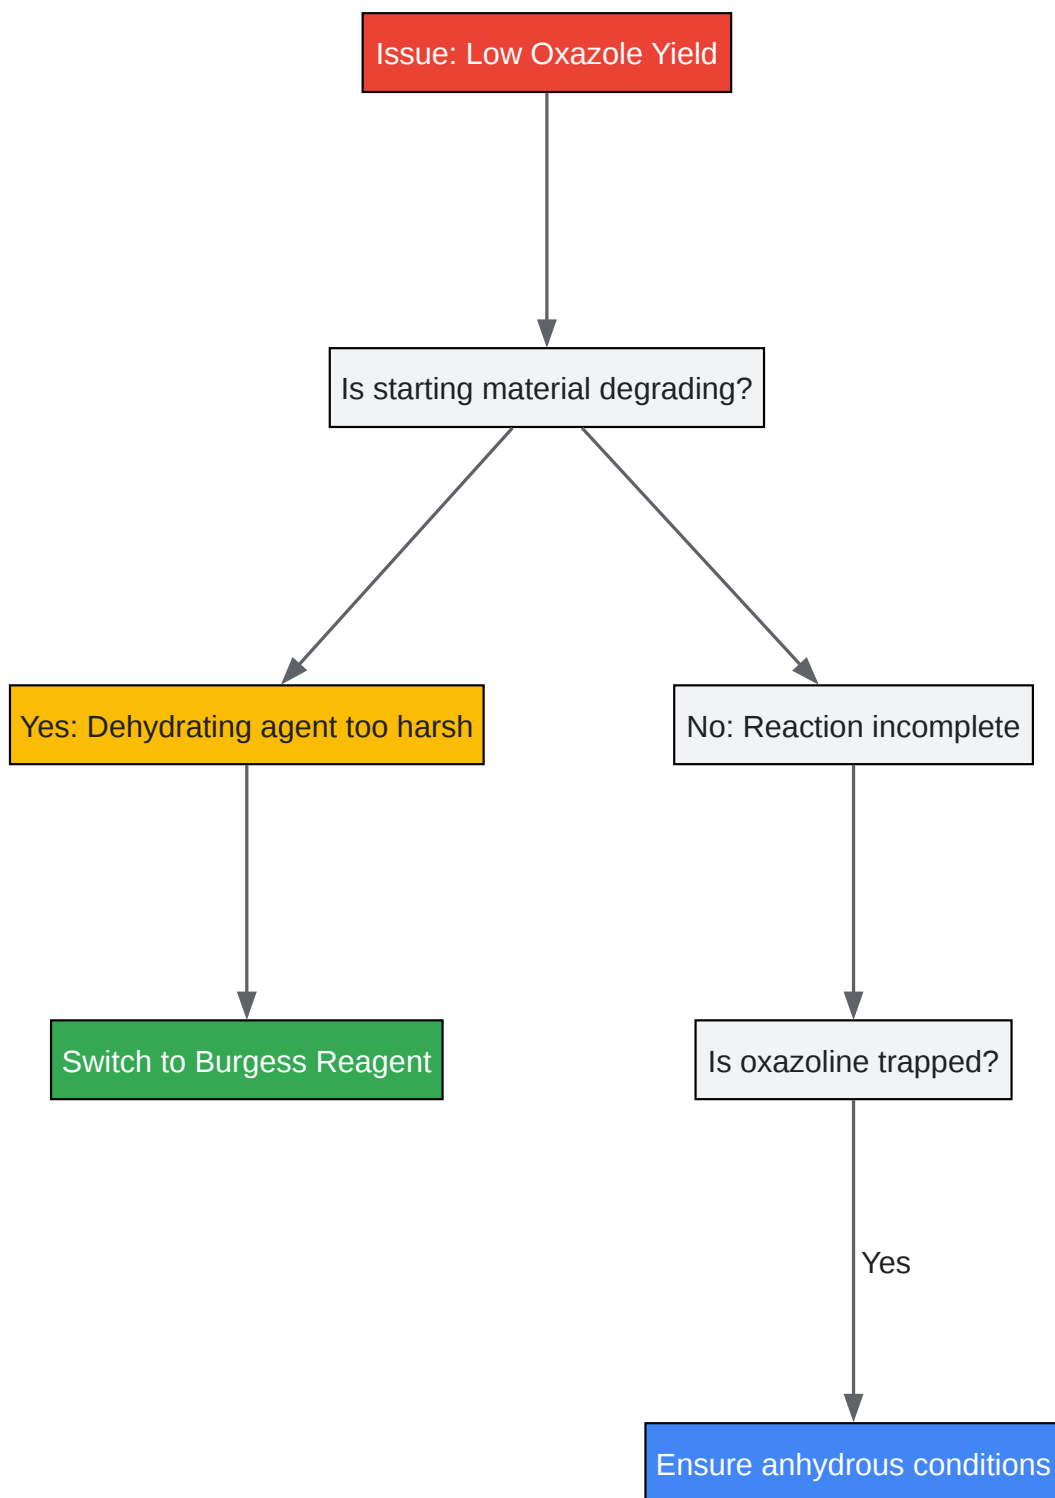 Issue: Low Oxazole Yield
Is starting material degrading?
Yes: Dehydrating agent too harsh
No: Reaction incomplete
Switch to Burgess Reagent
Is oxazoline trapped?
Yes
Ensure anhydrous conditions